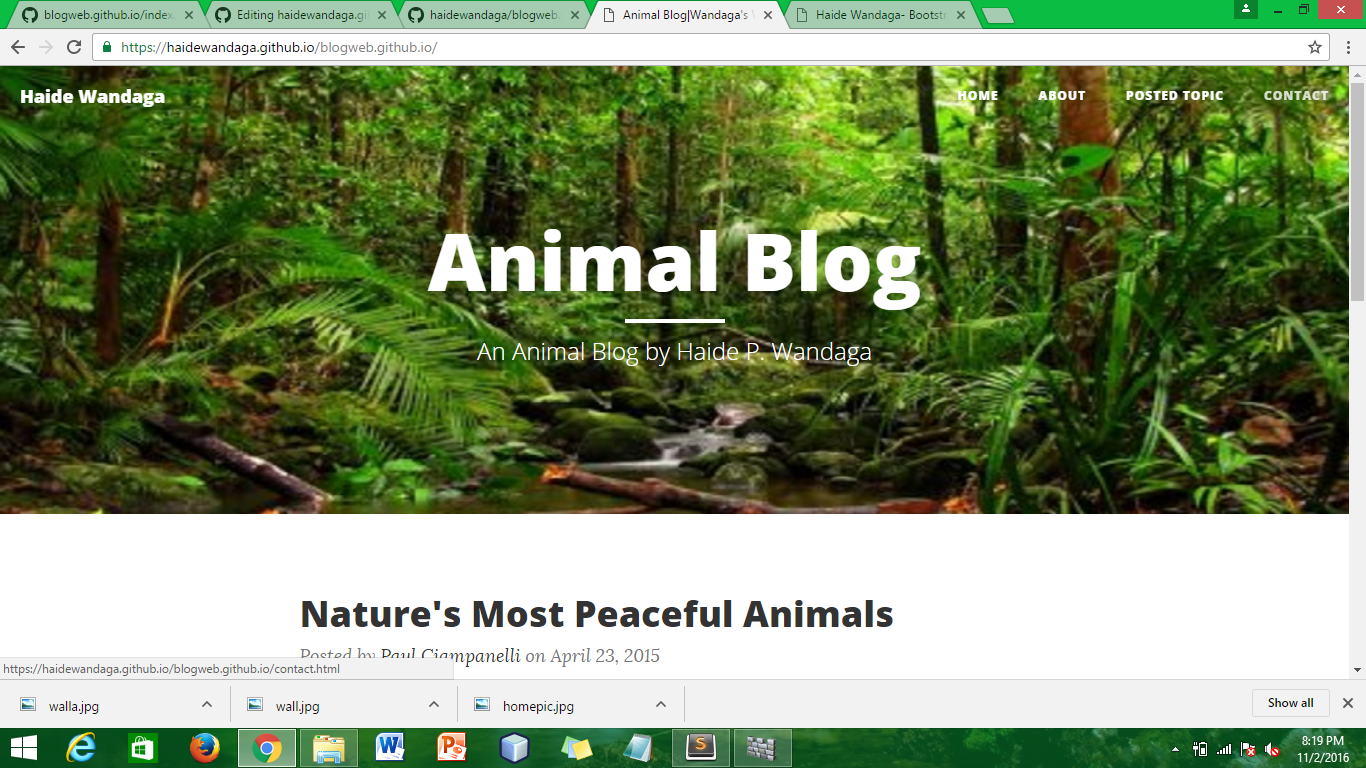 blogweb.github.io/index.
Editing haidewandaga.gi
haidewandaga/blogweb.
Animal Blog|Wandaga's
Haide Wandaga- Bootstr
https://haidewandaga.github.io/blogweb.github.io/
Haide Wandaga
HOME
ABOUT
POSTED TOPIC
CONTACT
Animal Blog
An Animal Blog by Haide P. Wandaga
Nature's Most Peaceful Animals
Posted by Paul Ciampanelli on April 23, 2015
https://haidewandaga.github.io/blogweb.github.io/contact.html
walla.jpg
wall.jpg
homepic.jpg
Show all
8:19 PM
11/2/2016